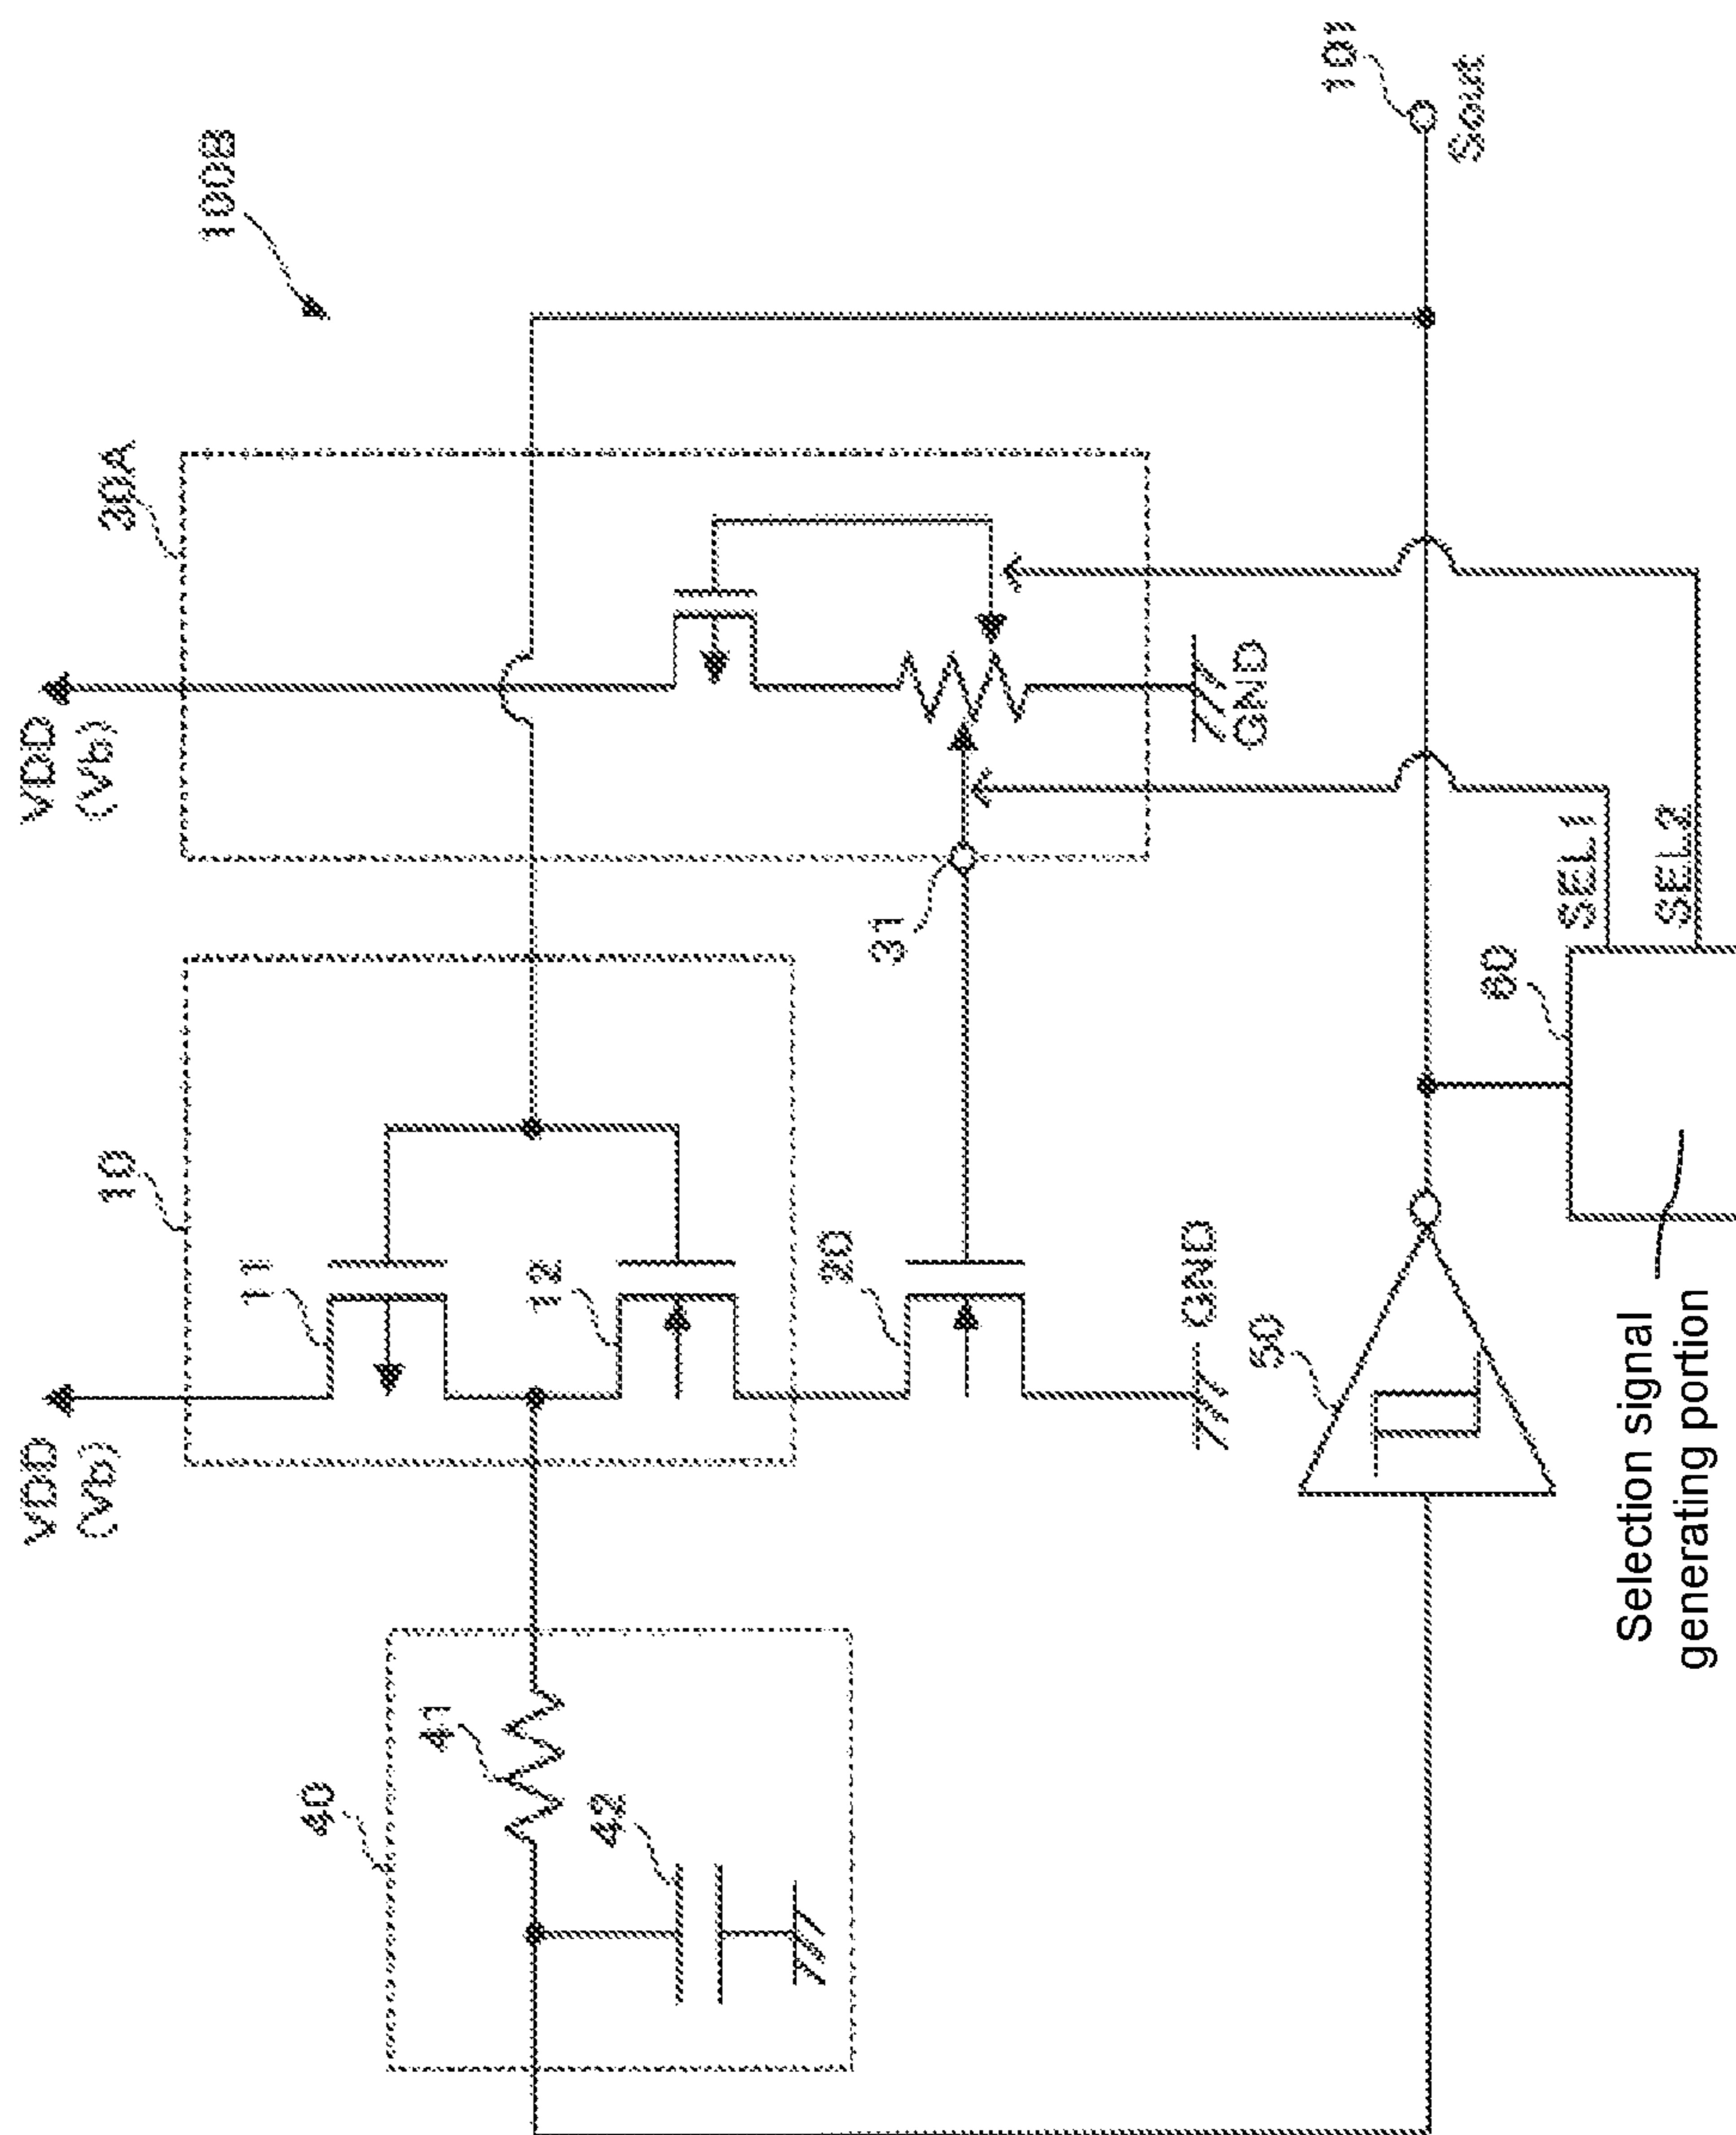 100B
VDD
(Vb)
VDD
(Vb)
10
30A
11
12
20
31
GND
GND
40
41
42
50
60
SEL1
SEL2
101
Sout
Selection signal
generating portion